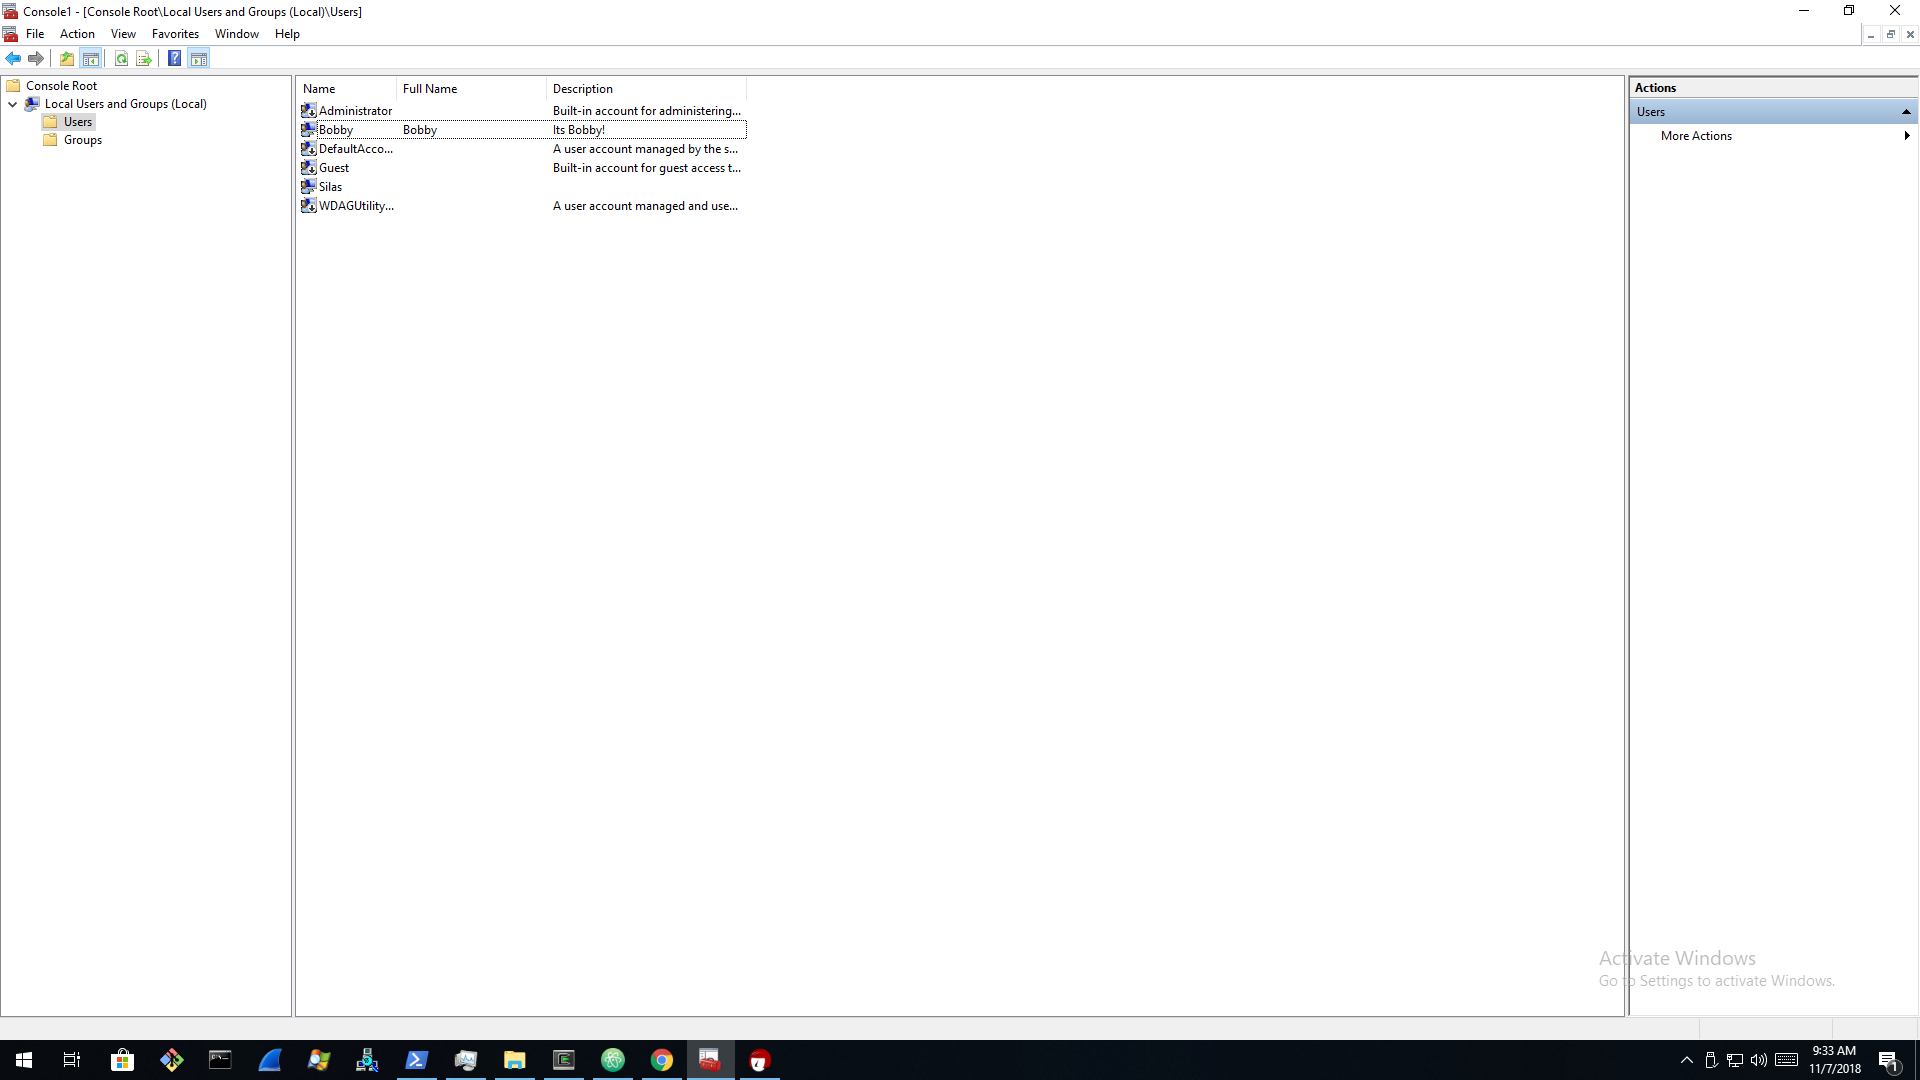 Console1 - [Console Root\Local Users and Groups (Local)\Users]
File Action View Favorites Window Help
Console Root
Local Users and Groups (Local)
Users
Groups
Name Full Name Description
Administrator Built-in account for administering...
Bobby Bobby Its Bobby!
DefaultAcco... A user account managed by the s...
Guest Built-in account for guest access t...
Silas
WDAGUtility... A user account managed and use...
Actions
Users
More Actions
Activate Windows
Go to Settings to activate Windows.
9:33 AM
11/7/2018
1